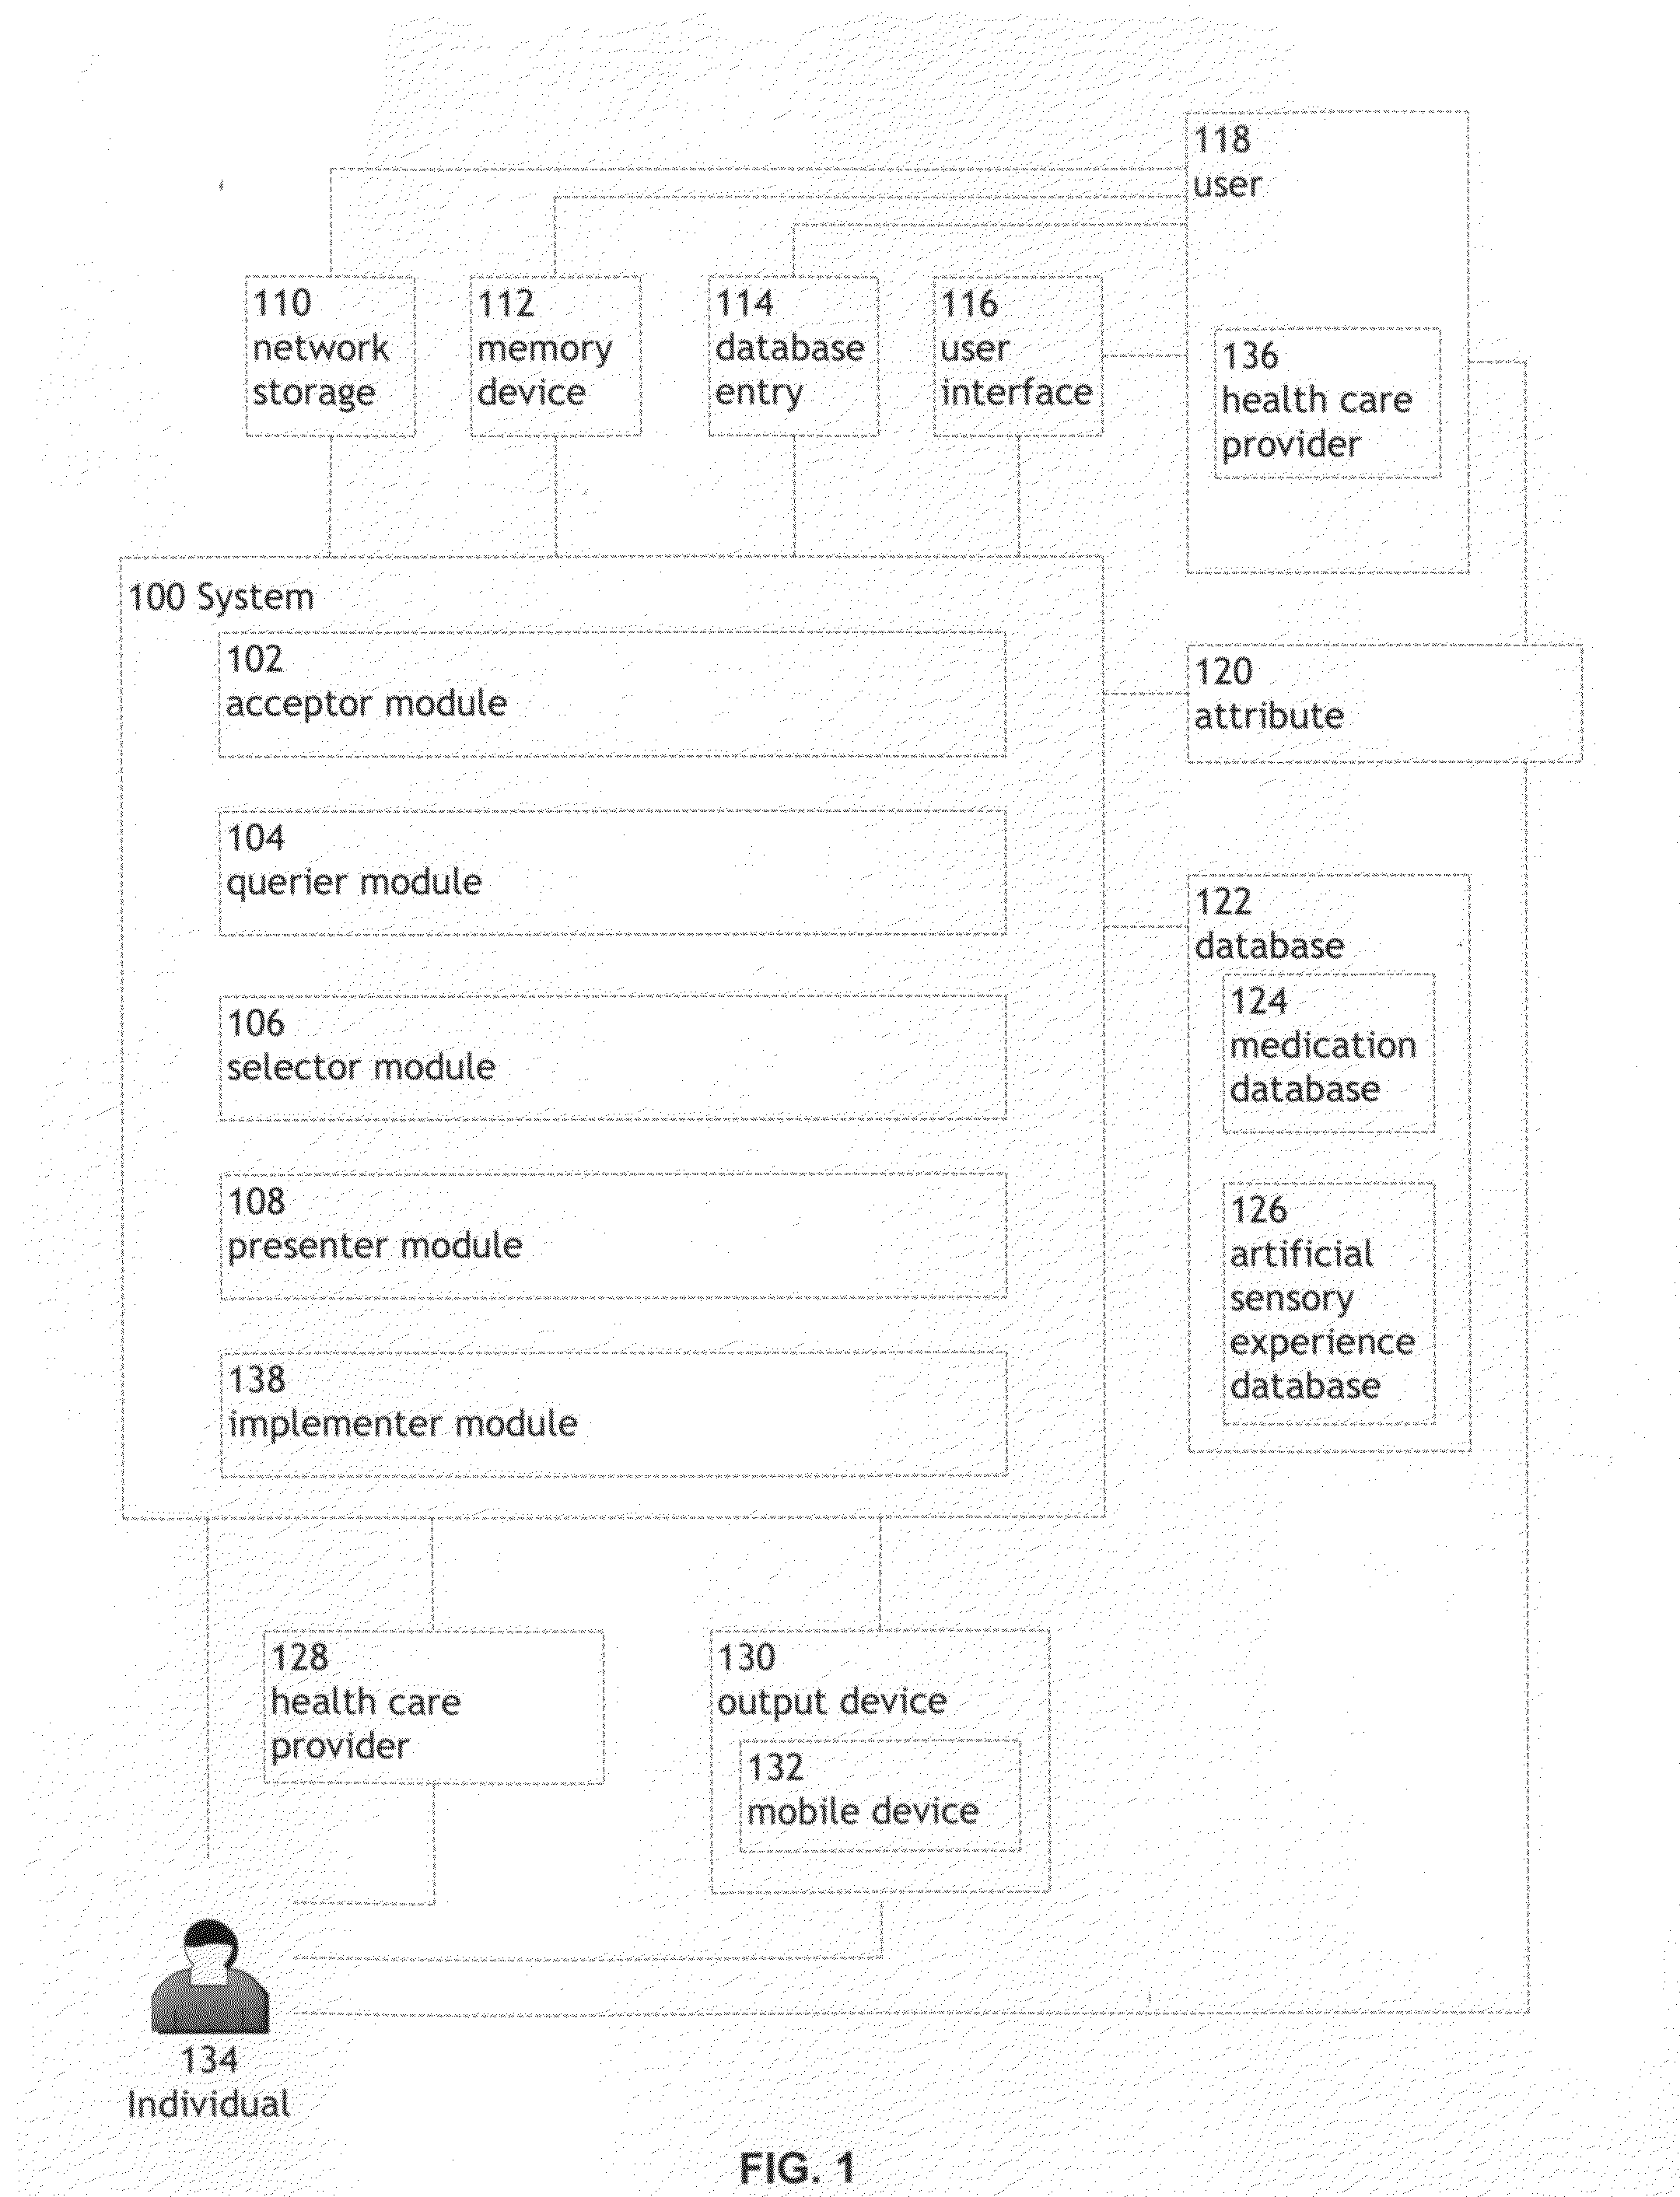 118
user
110
network
storage
112
memory
device
114
database
entry
116
user
interface
136
health care
provider
100 System
102
acceptor module
120
attribute
104
querier module
122
database
106
selector module
124
medication
database
108
presenter module
126
artificial
sensory
experience
database
138
implementer module
128
health care
provider
130
output device
132
mobile device
134
Individual
FIG. 1